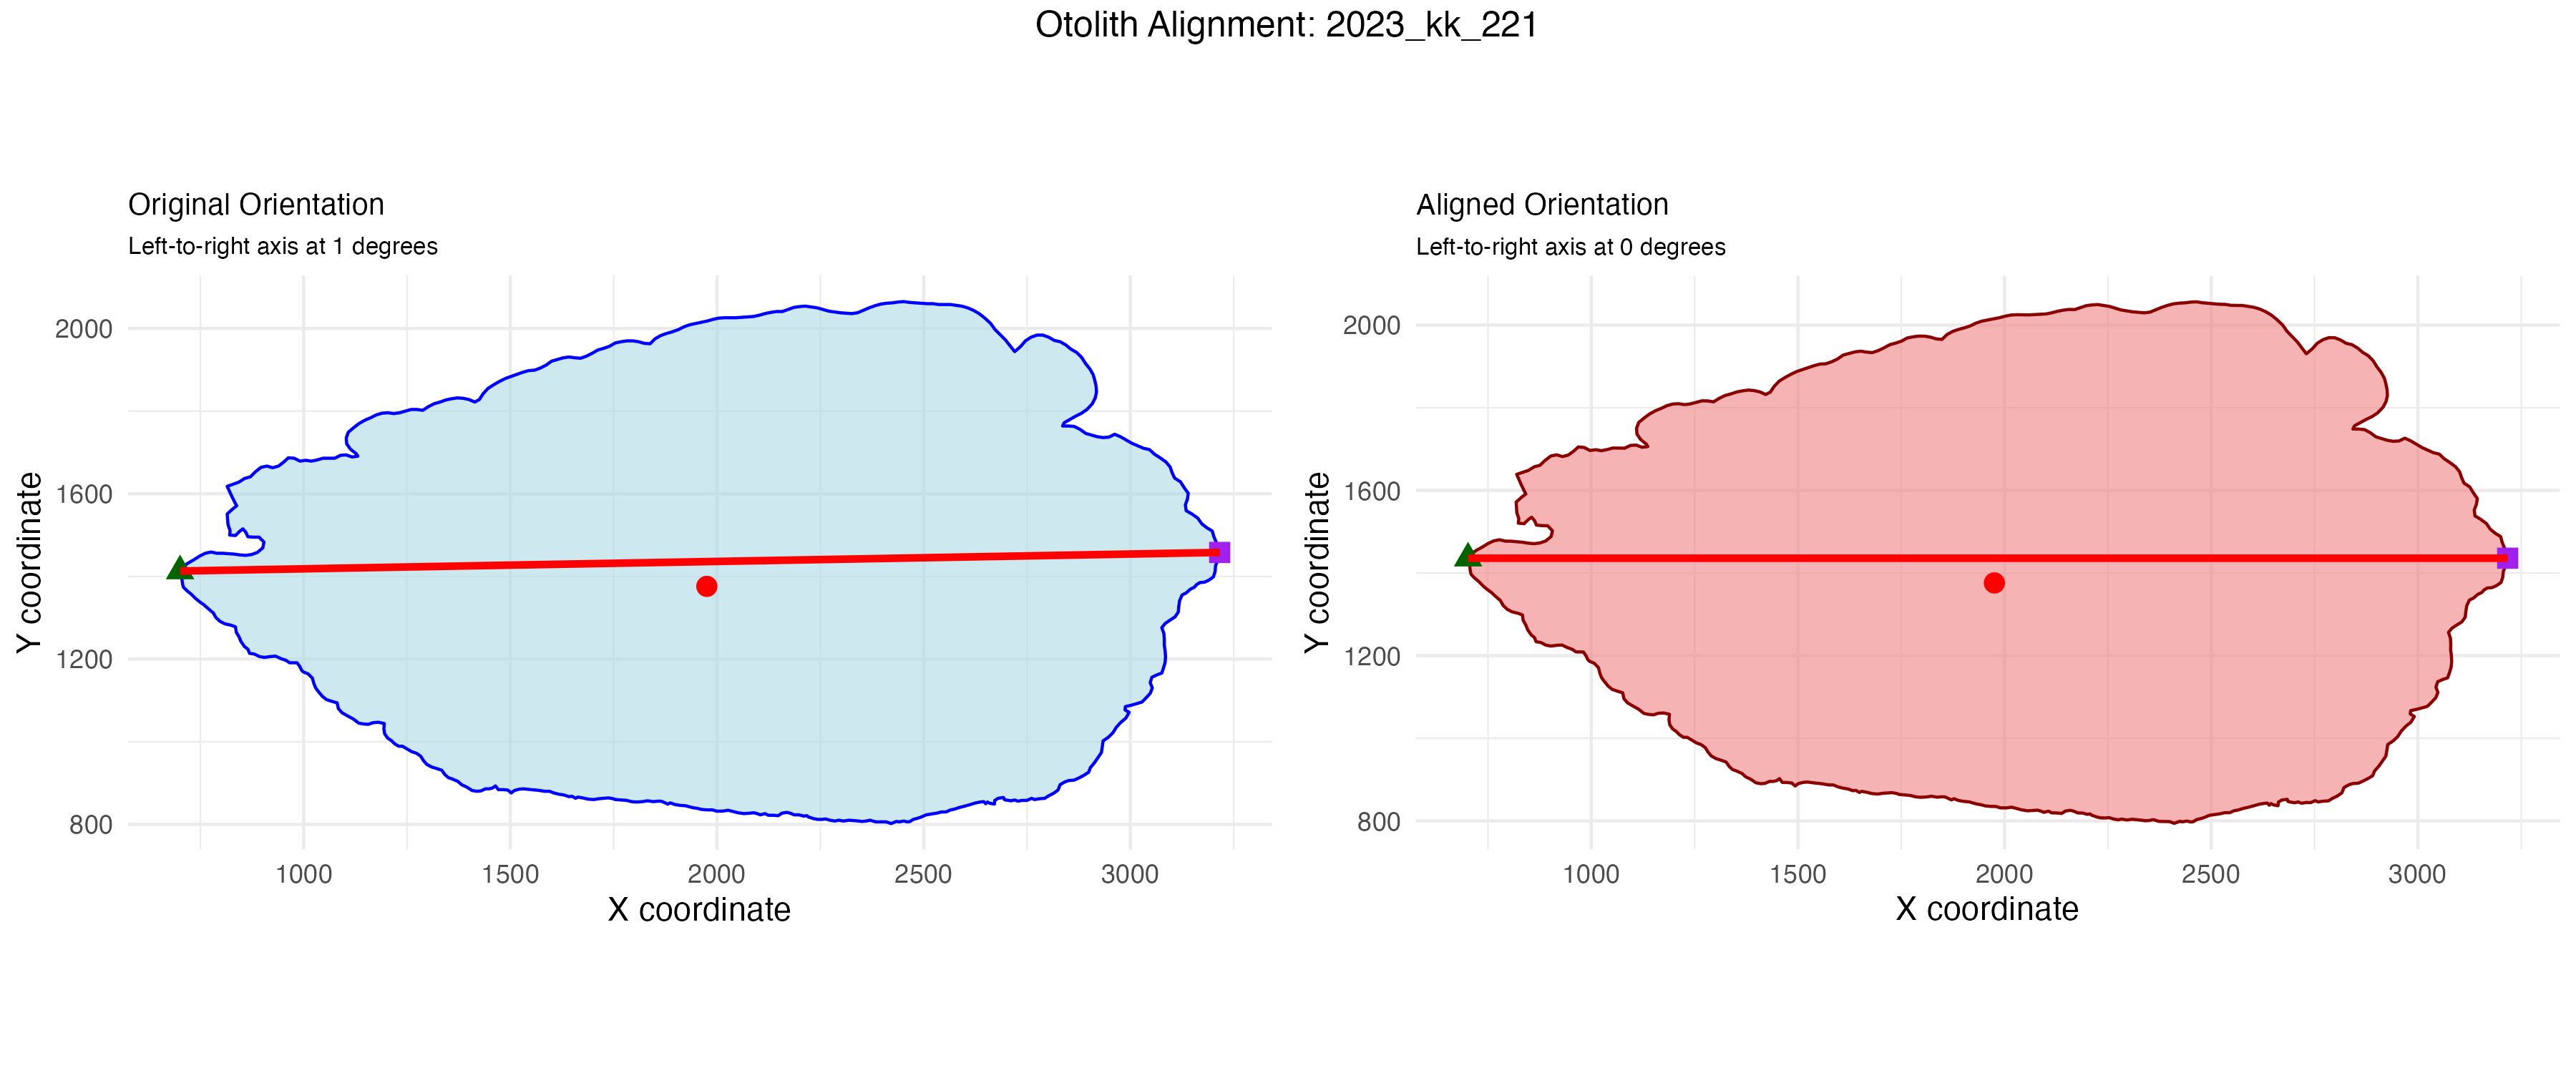 Otolith Alignment: 2023_kk_221
Original Orientation
Left-to-right axis at 1 degrees
Y coordinate
2000
1600
1200
800
1000 1500 2000 2500 3000
X coordinate
Aligned Orientation
Left-to-right axis at 0 degrees
Y coordinate
2000
1600
1200
800
1000 1500 2000 2500 3000
X coordinate